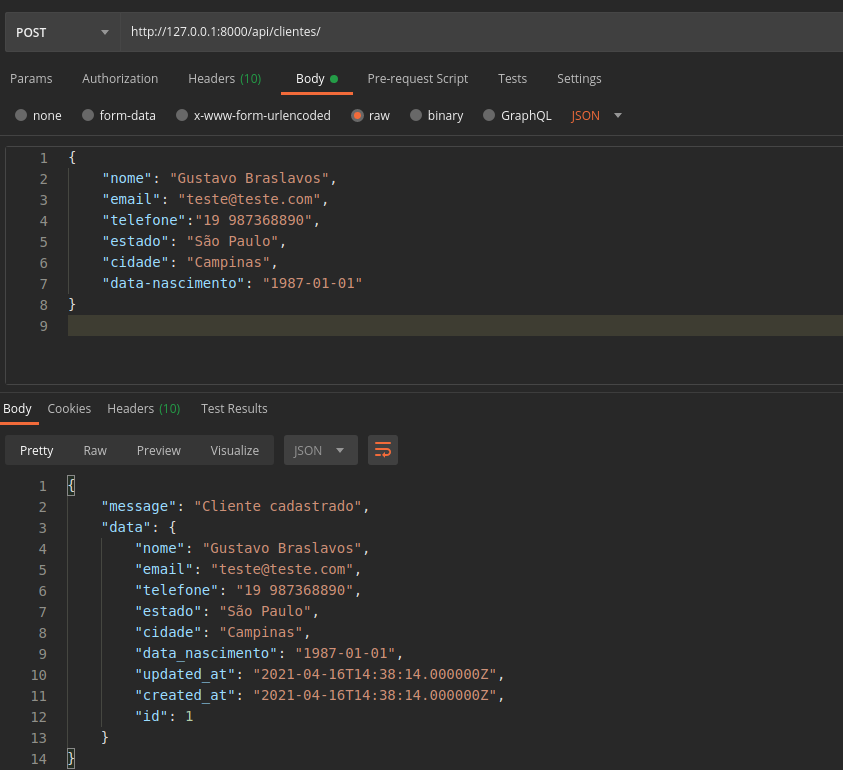 POST http://127.0.0.1:8000/api/clientes/
Params Authorization Headers (10) Body Pre-request Script Tests Settings
none form-data x-www-form-urlencoded raw binary GraphQL JSON
1 {
2 "nome": "Gustavo Braslavos",
3 "email": "teste@teste.com",
4 "telefone":"19 987368890",
5 "estado": "São Paulo",
6 "cidade": "Campinas",
7 "data-nascimento": "1987-01-01"
8 }
9
Body Cookies Headers (10) Test Results
Pretty Raw Preview Visualize JSON
1 {
2 "message": "Cliente cadastrado",
3 "data": {
4 "nome": "Gustavo Braslavos",
5 "email": "teste@teste.com",
6 "telefone": "19 987368890",
7 "estado": "São Paulo",
8 "cidade": "Campinas",
9 "data_nascimento": "1987-01-01",
10 "updated_at": "2021-04-16T14:38:14.000000Z",
11 "created_at": "2021-04-16T14:38:14.000000Z",
12 "id": 1
13 }
14 }